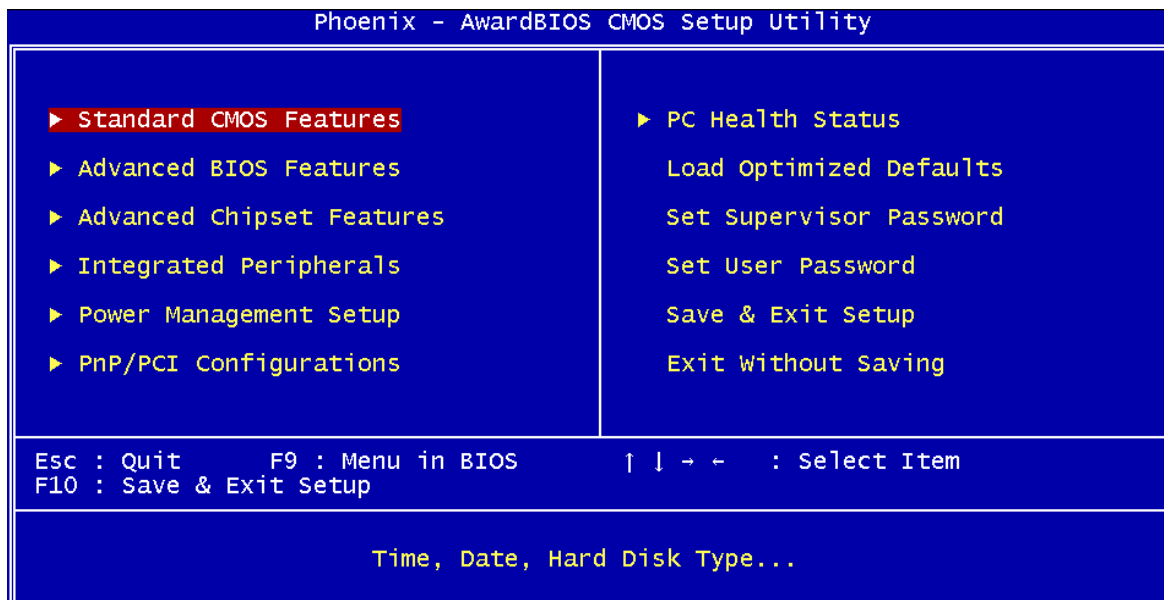 Phoenix - AwardBIOS CMOS Setup Utility
▶ Standard CMOS Features
▶ Advanced BIOS Features
▶ Advanced Chipset Features
▶ Integrated Peripherals
▶ Power Management Setup
▶ PnP/PCI Configurations
▶ PC Health Status
Load Optimized Defaults
Set Supervisor Password
Set User Password
Save & Exit Setup
Exit Without Saving
Esc : Quit F9 : Menu in BIOS ↑ ↓ → ← : Select Item
F10 : Save & Exit Setup
Time, Date, Hard Disk Type...